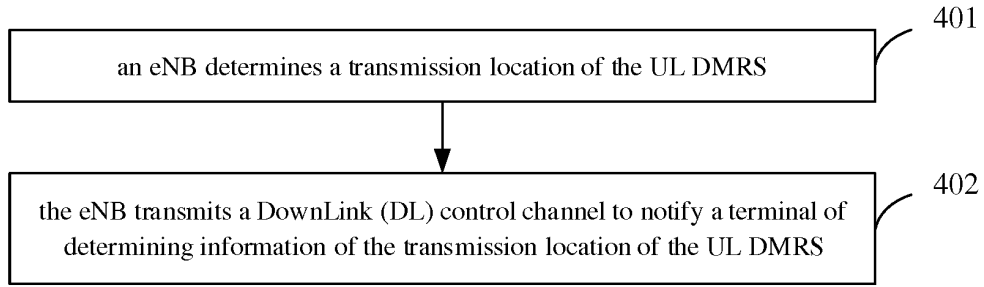 401
an eNB determines a transmission location of the UL DMRS
402
the eNB transmits a DownLink (DL) control channel to notify a terminal of
determining information of the transmission location of the UL DMRS